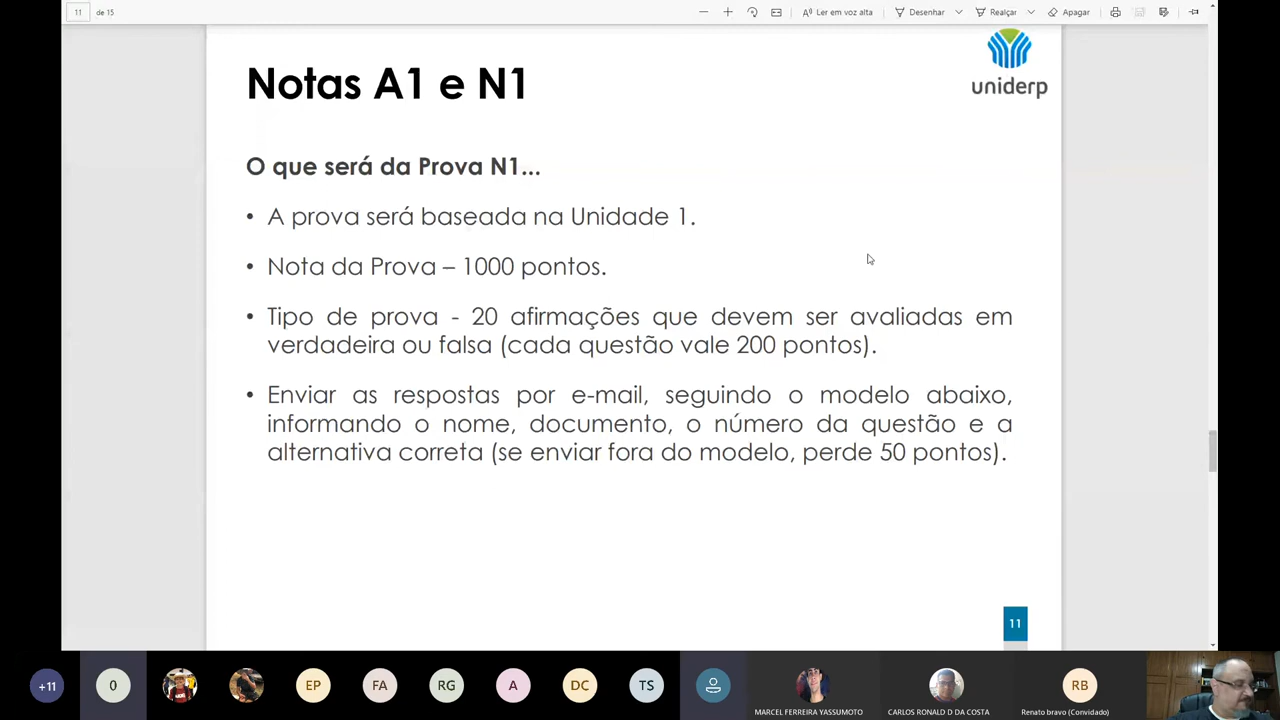 11
de 15
Ler em voz alta
Desenhar
Realçar
Apagar
uniderp
Notas A1 e N1
O que será da Prova N1...
• A prova será baseada na Unidade 1.
• Nota da Prova – 1000 pontos.
• Tipo de prova - 20 afirmações que devem ser avaliadas em
verdadeira ou falsa (cada questão vale 200 pontos).
• Enviar as respostas por e-mail, seguindo o modelo abaixo,
informando o nome, documento, o número da questão e a
alternativa correta (se enviar fora do modelo, perde 50 pontos).
11
+11
0
EP
FA
RG
A
DC
TS
RB
MARCEL FERREIRA YASSUMOTO
CARLOS RONALD D DA COSTA
Renato bravo (Convidado)